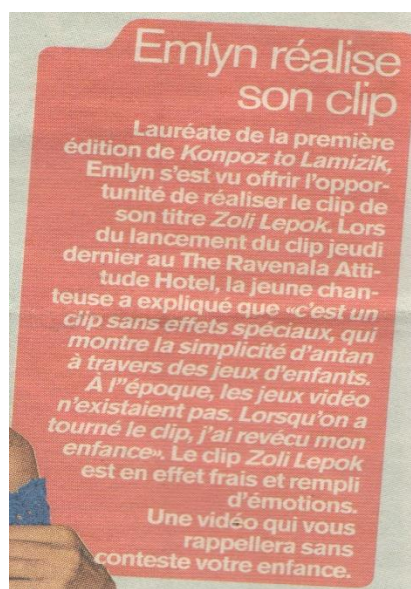 Emlyn réalise
son clip
Lauréate de la première
édition de Konpoz to Lamizik,
Emlyn s'est vu offrir l'oppor-
tunité de réaliser le clip de
son titre Zoli Lepok. Lors
du lancement du clip jeudi
dernier au The Ravenala Atti-
tude Hotel, la jeune chan-
teuse a expliqué que «c'est un
clip sans effets spéciaux, qui
montre la simplicité d'antan
à travers des jeux d'enfants.
À l''époque, les jeux vidéo
n'existaient pas. Lorsqu'on a
tourné le clip, j'ai revécu mon
enfance». Le clip Zoli Lepok
est en effet frais et rempli
d'émotions.
Une vidéo qui vous
rappellera sans
conteste votre enfance.